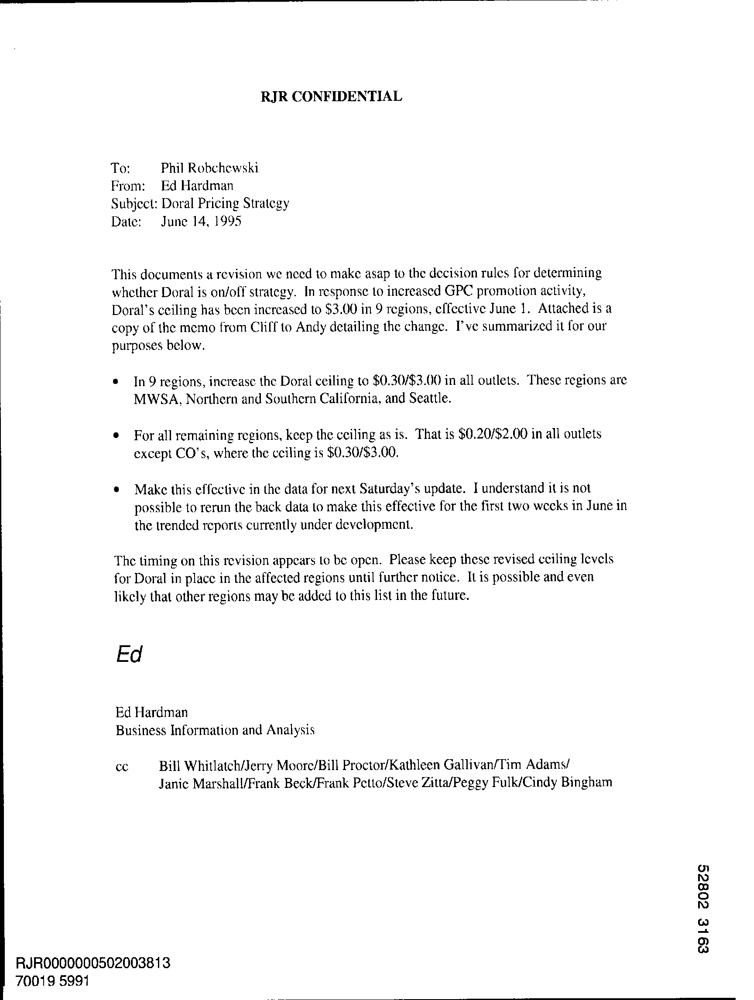 RJR CONFIDENTIAL
To: Phil Robchewski
From: Ed Hardman
Subject: Doral Pricing Strategy
Date: June 14, 1995
This documents a revision we need to make asap to the decision rules for determining
whether Doral is on/off strategy. In response to increased GPC promotion activity,
Doral's ceiling has been increased to $3.00 in 9 regions, effective June 1. Attached is a
copy of the memo from Cliff to Andy detailing the change. I've summarized it for our
purposes below.
• In 9 regions, increase the Doral ceiling to $0.30/$3.00 in all outlets. These regions are
MWSA, Northern and Southern California, and Seattle.
• For all remaining regions, keep the ceiling as is. That is $0.20/$2.00 in all outlets
except CO's, where the ceiling is $0.30/$3.00.
• Make this effective in the data for next Saturday's update. I understand it is not
possible to rerun the back data to make this effective for the first two weeks in June in
the trended reports currently under development.
The timing on this revision appears to be open. Please keep these revised ceiling levels
for Doral in place in the affected regions until further notice. It is possible and even
likely that other regions may be added to this list in the future.
Ed
Ed Hardman
Business Information and Analysis
cc Bill Whitlatch/Jerry Moore/Bill Proctor/Kathleen Gallivan/Tim Adams/
Janie Marshall/Frank Beck/Frank Petto/Steve Zitta/Peggy Fulk/Cindy Bingham
52802 3163
RJR0000000502003813
70019 5991